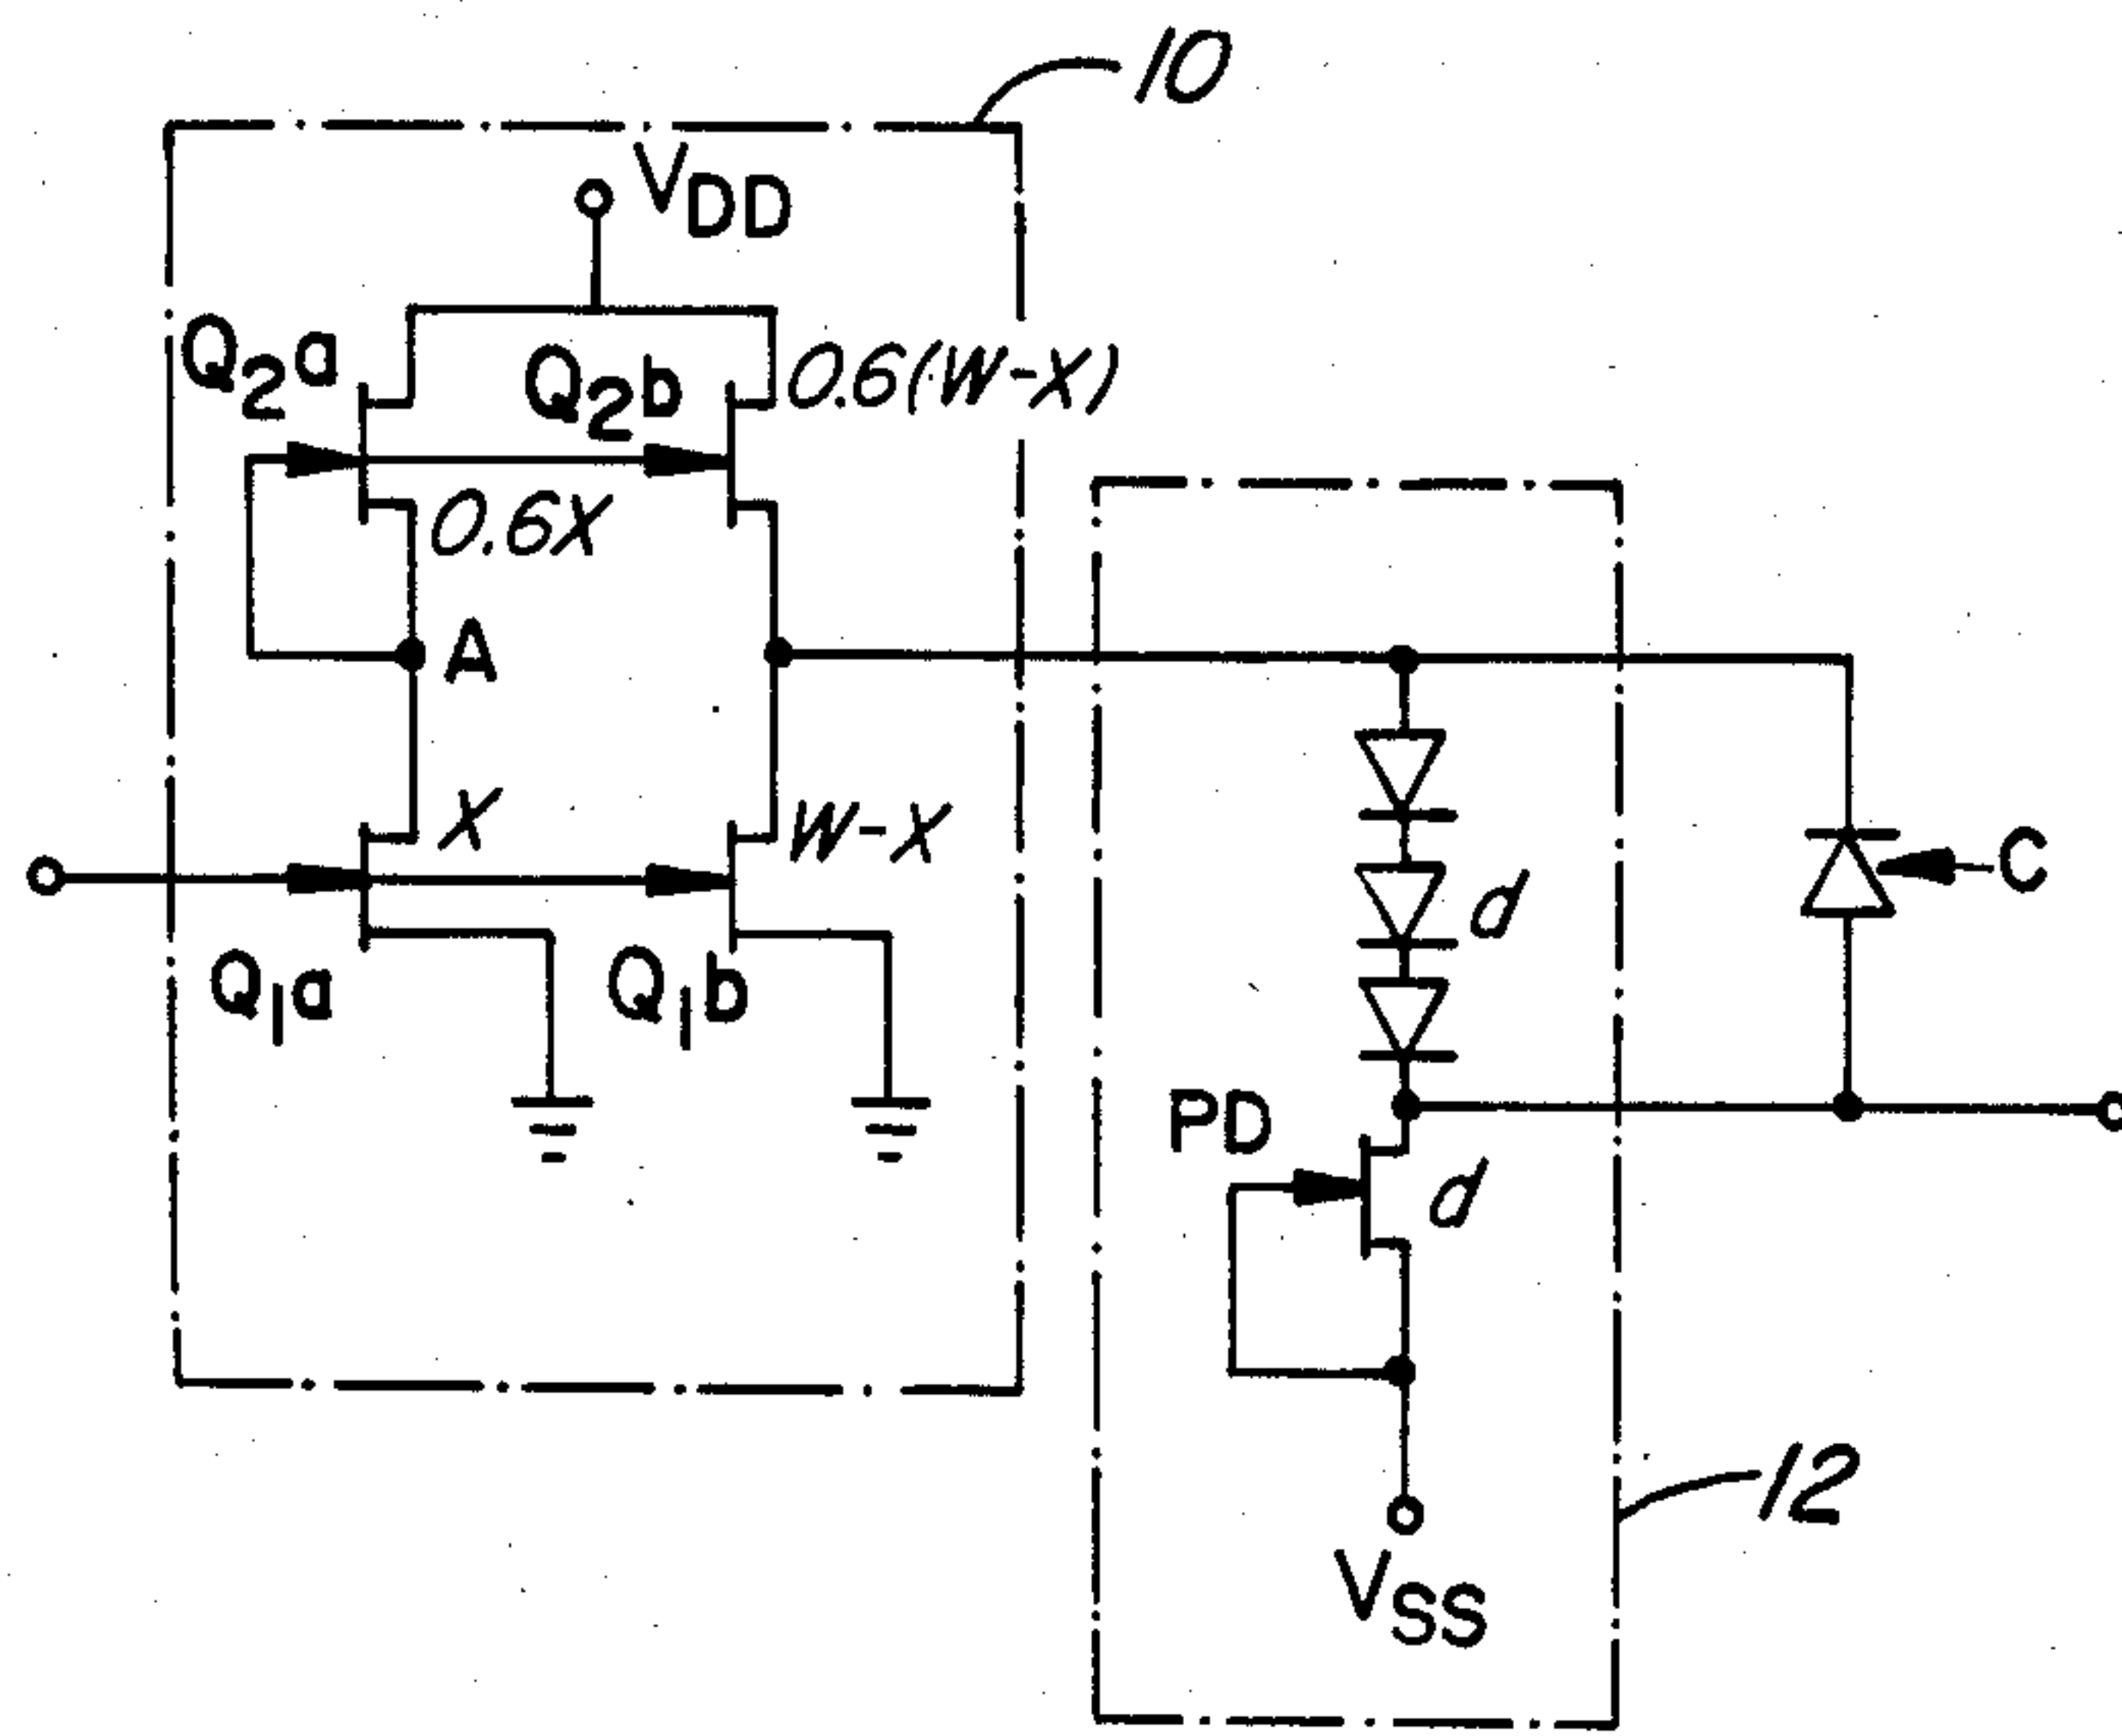 10
VDD
Q2a
Q2b
0.6(W-X)
0.6X
A
X
W-X
d
C
Q1a
Q1b
PD
d
12
VSS